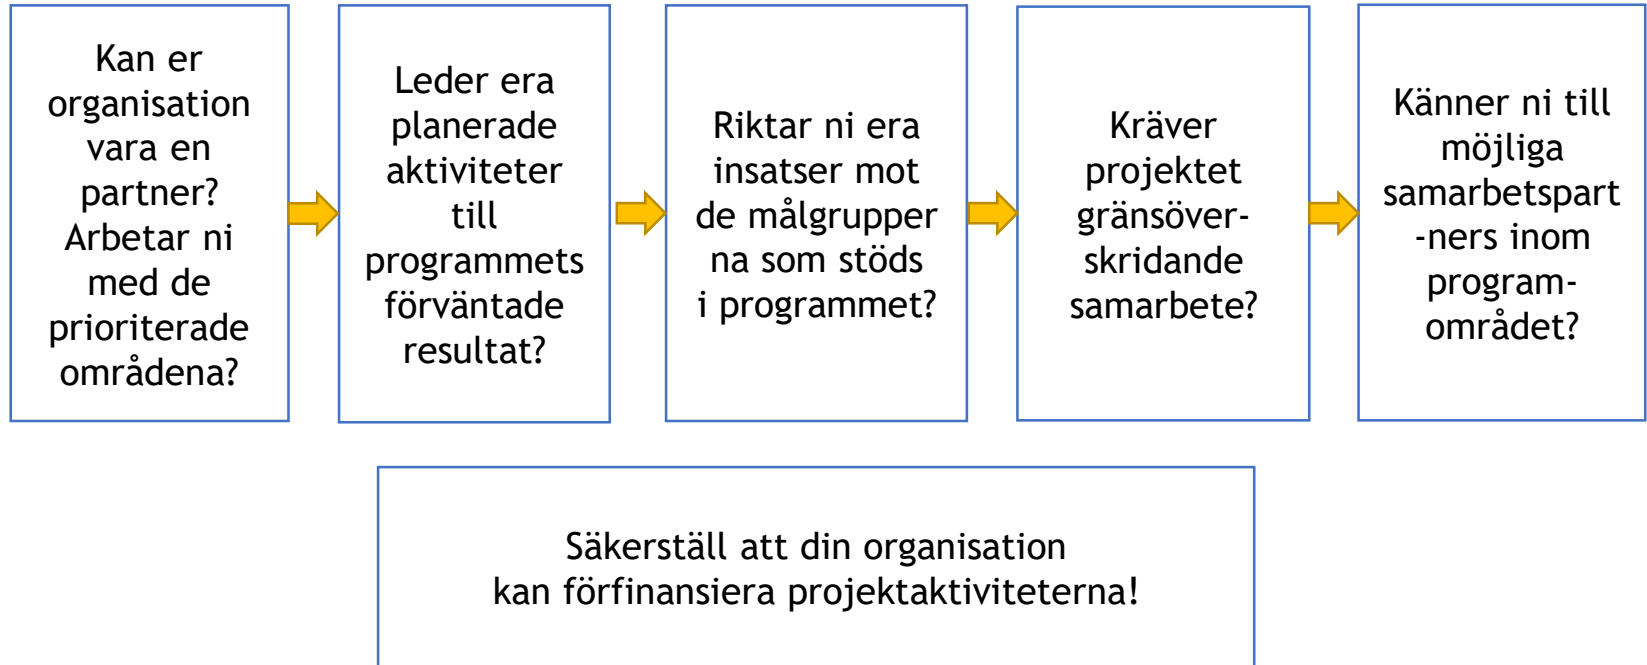 Kan er
organisation
vara en
partner?
Arbetar ni
med de
prioriterade
områdena?
Leder era
planerade
aktiviteter
till
programmets
förväntade
resultat?
Riktar ni era
insatser mot
de målgrupper
na som stöds
i programmet?
Kräver
projektet
gränsöver-
skridande
samarbete?
Känner ni till
möjliga
samarbetspart
-ners inom
program-
området?
Säkerställ att din organisation
kan förfinansiera projektaktiviteterna!